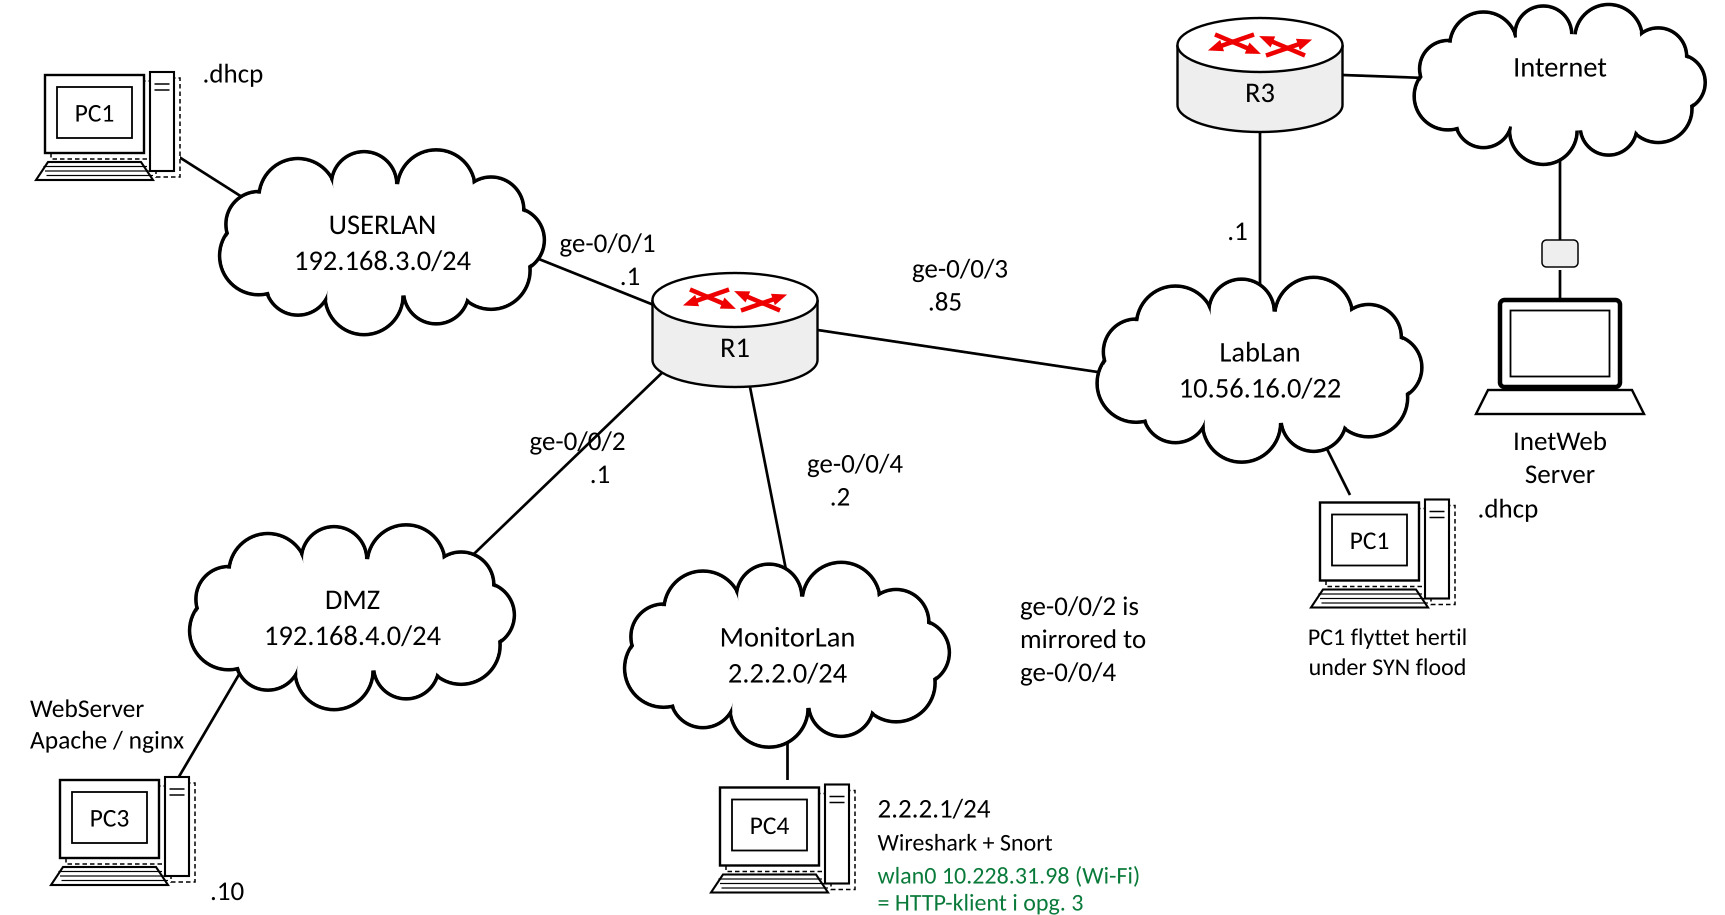 .dhcp
PC1
USERLAN
192.168.3.0/24
ge-0/0/1
.1
R1
ge-0/0/3
.85
R3
Internet
.1
LabLan
10.56.16.0/22
InetWeb
Server
.dhcp
PC1
PC1 flyttet hertil
under SYN flood
ge-0/0/2
.1
ge-0/0/4
.2
DMZ
192.168.4.0/24
MonitorLan
2.2.2.0/24
ge-0/0/2 is
mirrored to
ge-0/0/4
WebServer
Apache / nginx
PC3
.10
PC4
2.2.2.1/24
Wireshark + Snort
wlan0 10.228.31.98 (Wi-Fi)
= HTTP-klient i opg. 3